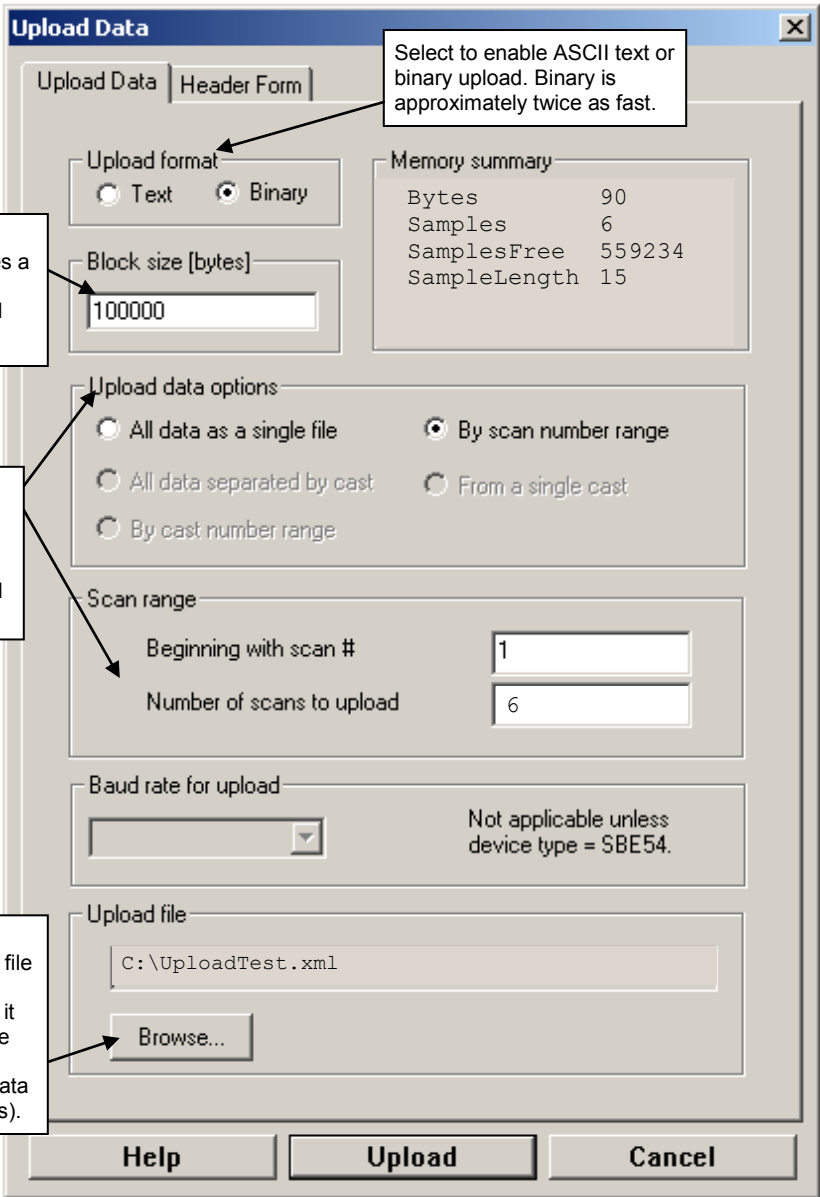 Upload Data
Select to enable ASCII text or
binary upload. Binary is
approximately twice as fast.
Upload Data
Header Form
Upload format
Text
Binary
Memory summary
Bytes 90
Samples 6
SamplesFree 559234
SampleLength 15
a
Block size [bytes]
100000
Upload data options
All data as a single file
By scan number range
All data separated by cast
From a single cast
By cast number range
Scan range
Beginning with scan #
1
Number of scans to upload
6
Baud rate for upload
Not applicable unless
device type = SBE54.
Upload file
file
C:\UploadTest.xml
it
Browse...
Help
Upload
Cancel